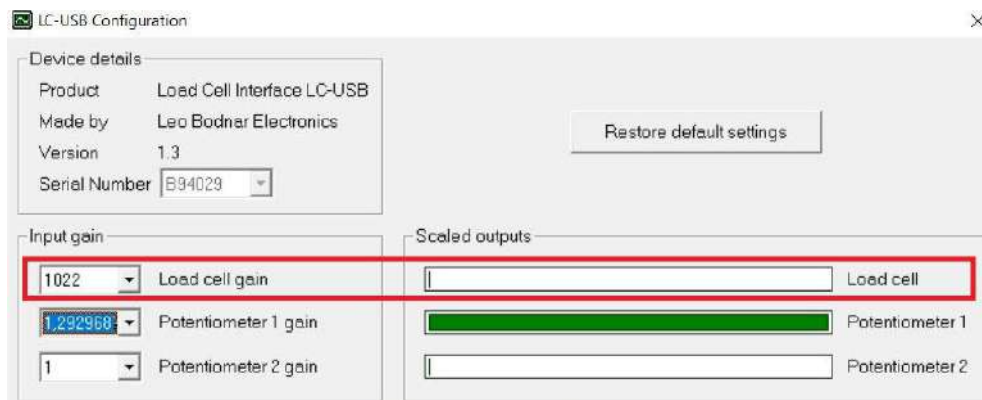 LC-USB Configuration
Device details
Product Load Cell Interface LC-USB
Made by Leo Bodnar Electronics
Version 1.3
Serial Number B94029
Restore default settings
Input gain
Scaled outputs
1022 Load cell gain
Load cell
1,292968 Potentiometer 1 gain
Potentiometer 1
1 Potentiometer 2 gain
Potentiometer 2